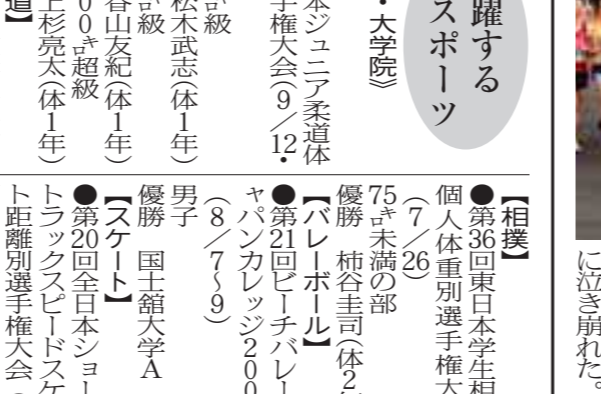 に泣き崩れた。
躍する
スポーツ
・大学院》
本ジュニア柔道体
手権大会(9/12・
級
松木武志(体1年)
級
香山友紀(体1年)
00㌔超級
上杉亮太(体1年)
道】
【相撲】
●第36回東日本学生相
個人体重別選手権大
(7/26)
75㌔未満の部
優勝 柿谷圭司(体2年
【バレーボール】
●第21回ビーチバレー
ャパンカレッジ200
(8/7~9)
男子
優勝 国士舘大学A
【スケート】
●第20回全日本ショー
トラックスピードスケ
ト距離別選手権大会